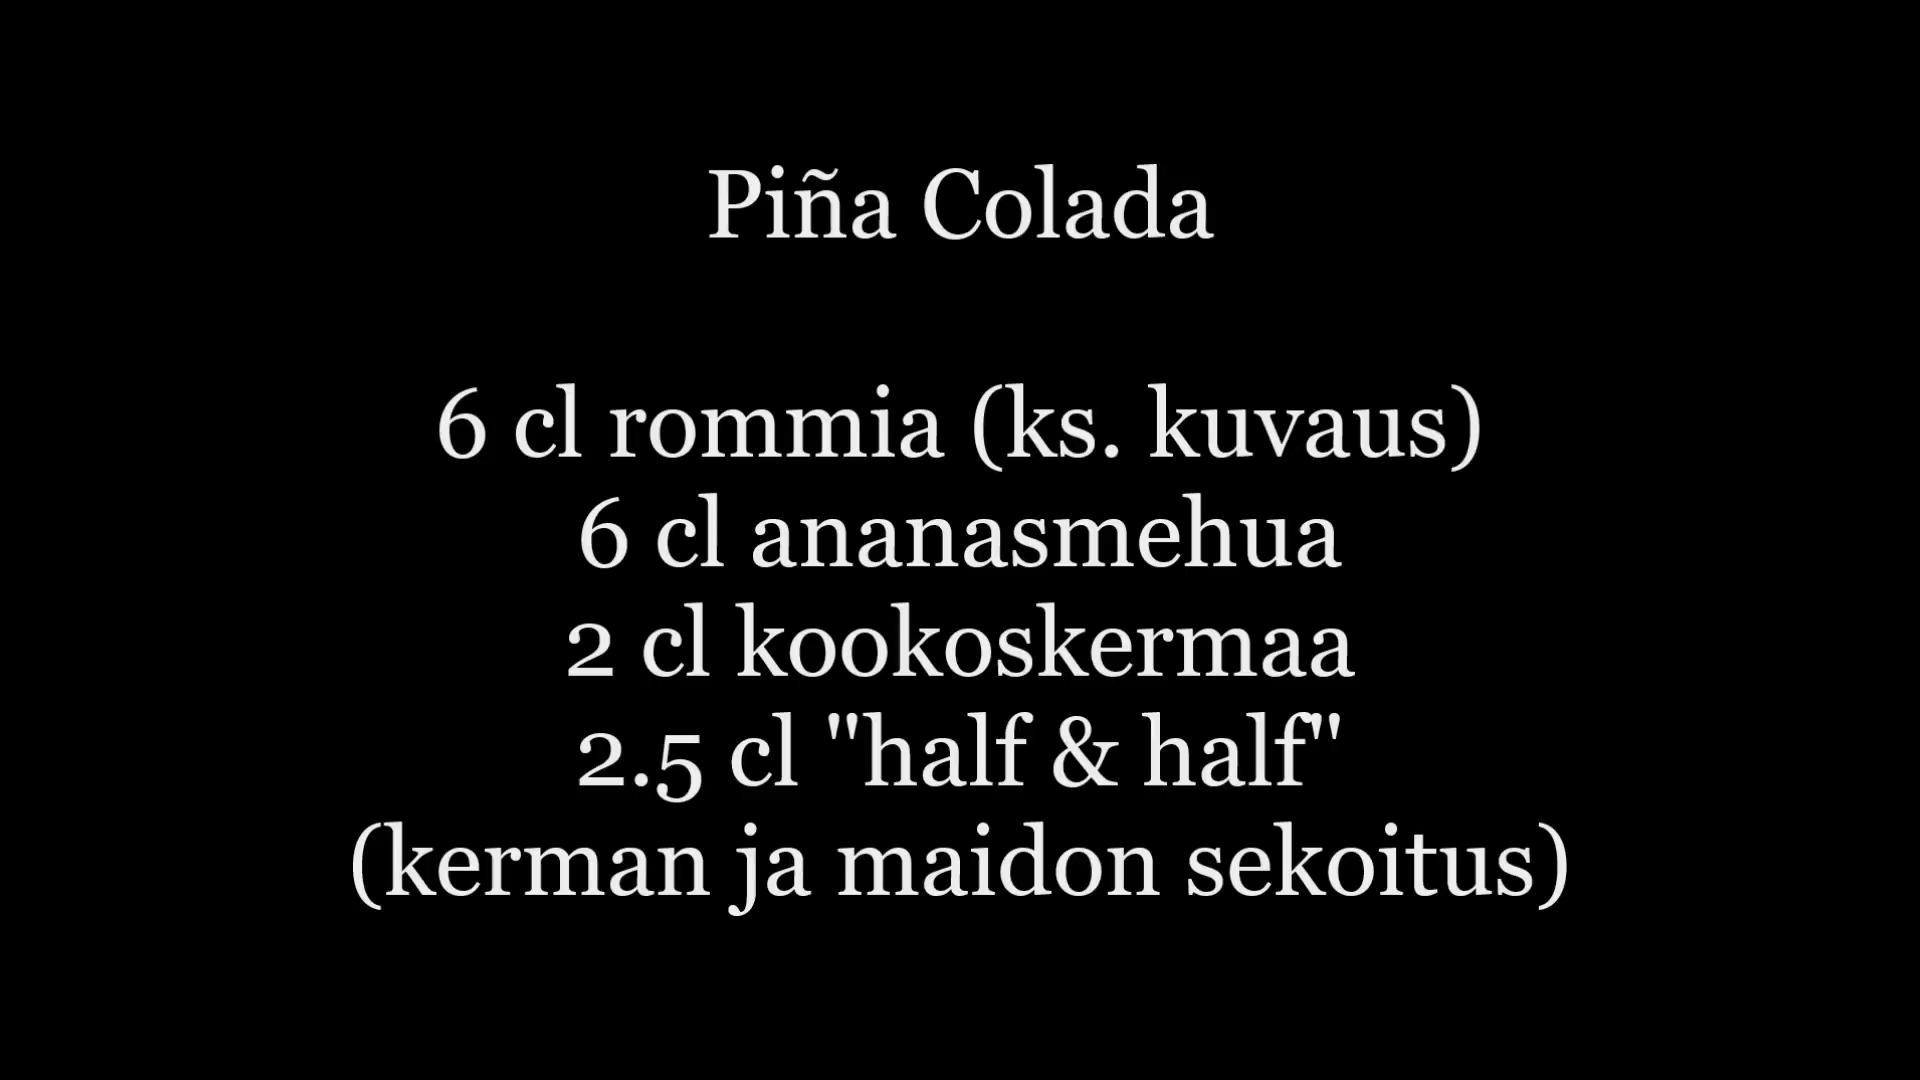 Piña Colada
6 cl rommia (ks. kuvaus)
6 cl ananasmehua
2 cl kookoskermaa
2.5 cl "half & half"
(kerman ja maidon sekoitus)